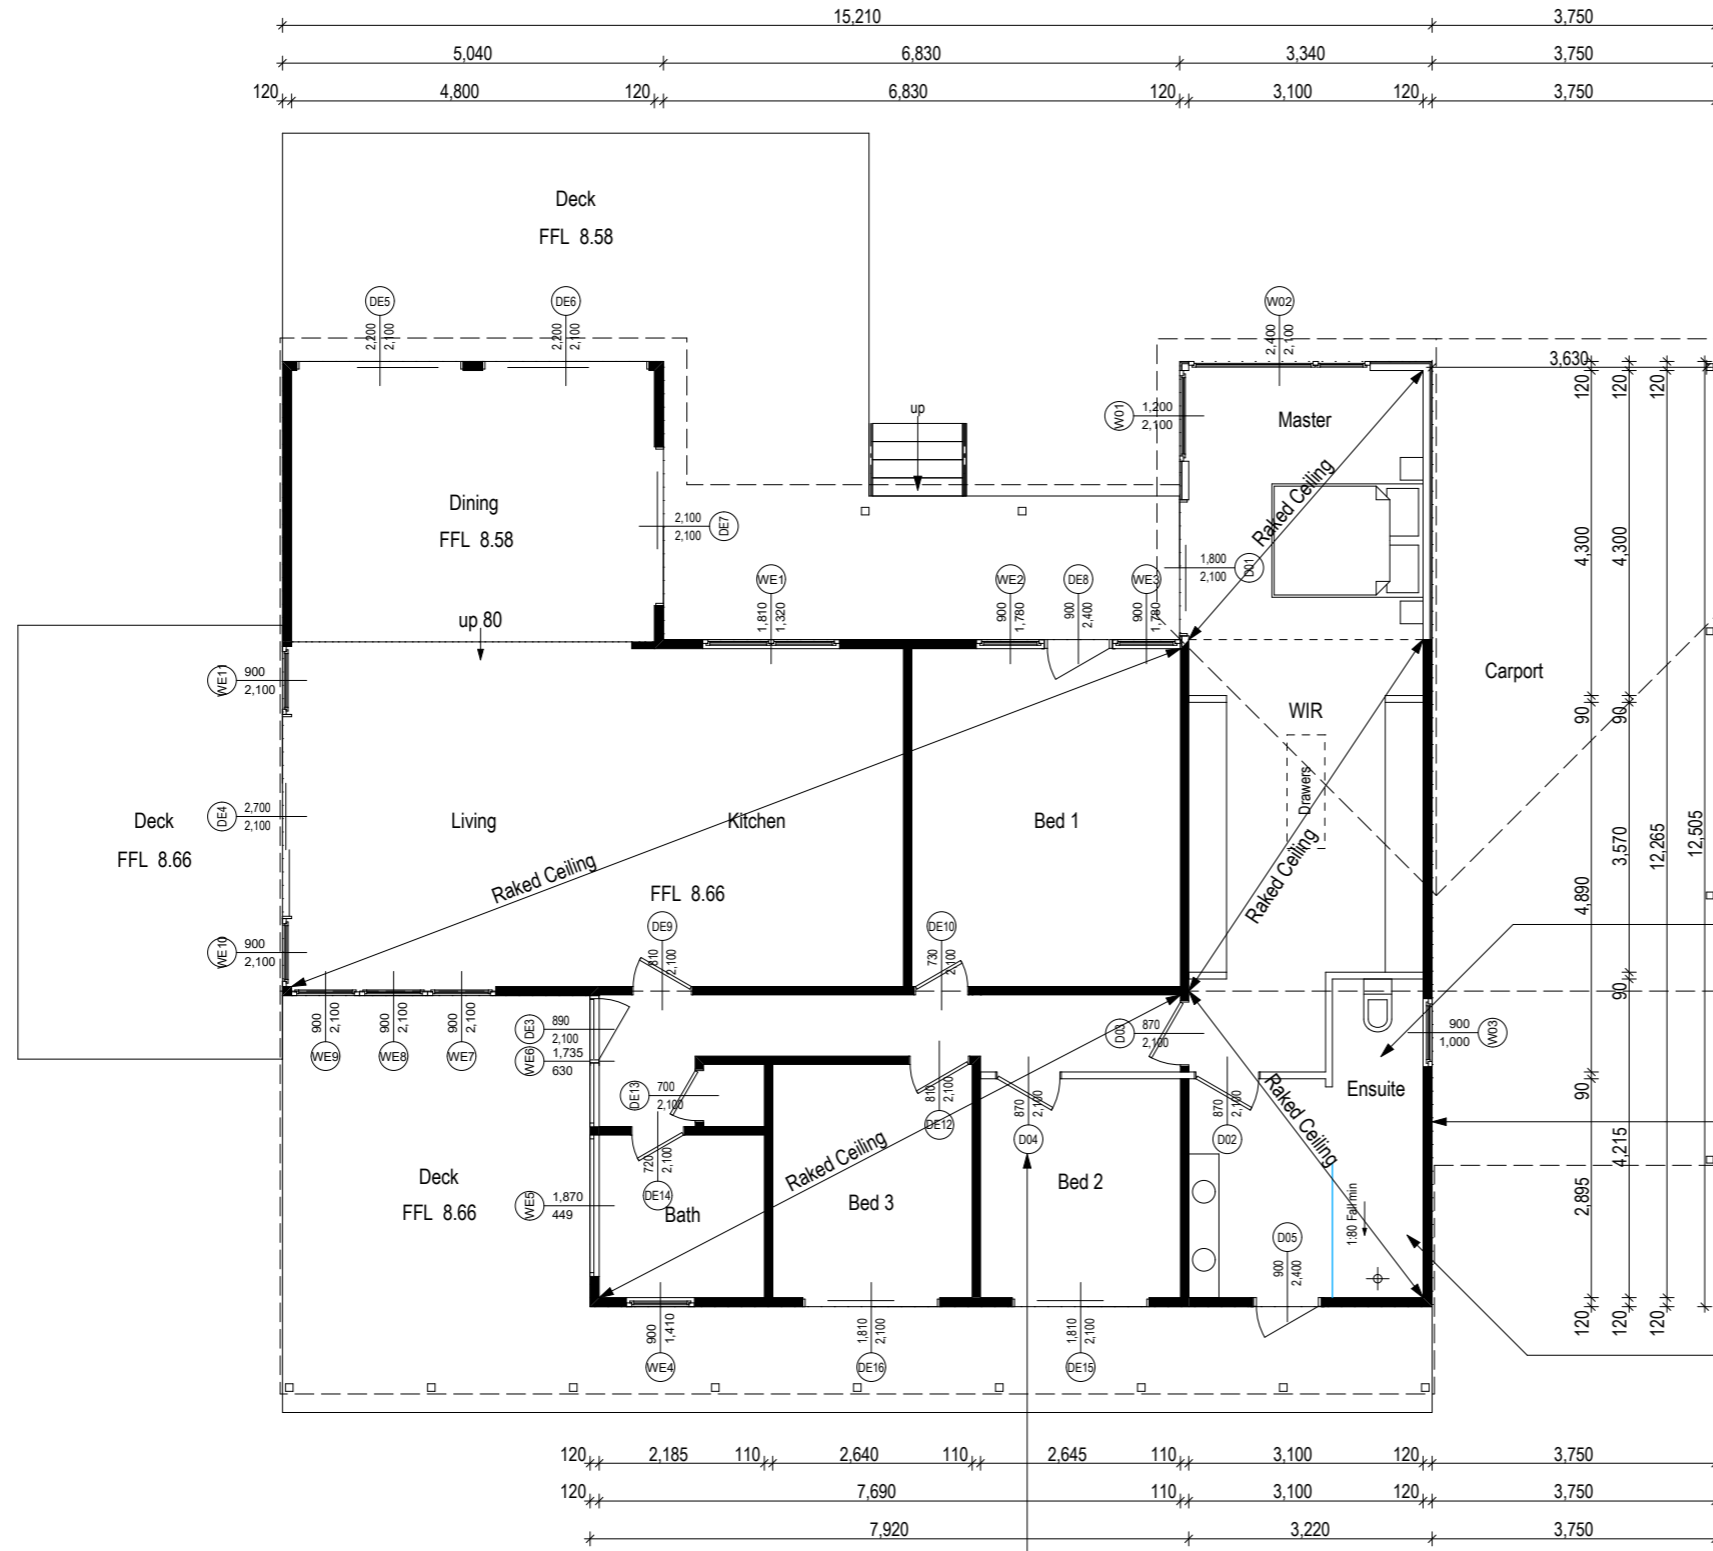 15,210 3,750
5,040 6,830 3,340 3,750
120 4,800 120 6,830 120 3,100 120 3,750
Deck
FFL 8.58
DE5
2,200
2,100
DE6
2,200
2,100
W02
2,400
2,100
3,630
W01
1,200
2,100
up
Master
Raked Ceiling
Dining
FFL 8.58
2,100
2,100
DE7
1,800
2,100
D01
up 80
WE1
1,810
1,320
WE2
900
1,780
DE8
900
2,400
WE3
900
1,780
WE11
900
2,100
Carport
WIR
Drawers
Raked Ceiling
Deck
FFL 8.66
DE4
2,700
2,100
Living
Kitchen
Bed 1
Raked Ceiling
FFL 8.66
WE10
900
2,100
DE9
810
2,100
DE10
730
2,100
900
2,100
WE9
900
2,100
WE8
900
2,100
WE7
DE3
890
2,100
WE6
1,735
630
D03
870
2,100
900
1,000
W03
DE13
700
2,100
810
2,100
DE12
870
2,100
D04
870
2,100
D02
Ensuite
Raked Ceiling
Raked Ceiling
Deck
FFL 8.66
720
2,100
DE14
WE5
1,870
449
Bath
Bed 3
Bed 2
1:80 Fall min
D05
900
2,400
900
1,410
WE4
1,810
2,100
DE16
1,810
2,100
DE15
120 120 120
4,300 4,300
90 90
4,890 3,570 12,265 12,505
90
90
2,895 4,215
120 120 120
120 2,185 110 2,640 110 2,645 110 3,100 120 3,750
120 7,690 110 3,100 120 3,750
7,920 3,220 3,750